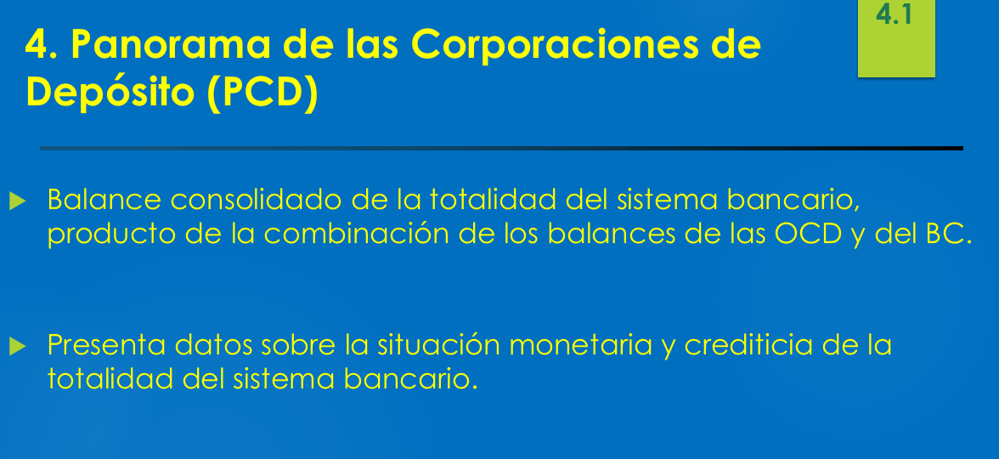 4.1
4. Panorama de las Corporaciones de
Depósito (PCD)
Balance consolidado de la totalidad del sistema bancario,
producto de la combinación de los balances de las OCD y del BC.
Presenta datos sobre la situación monetaria y crediticia de la
totalidad del sistema bancario.